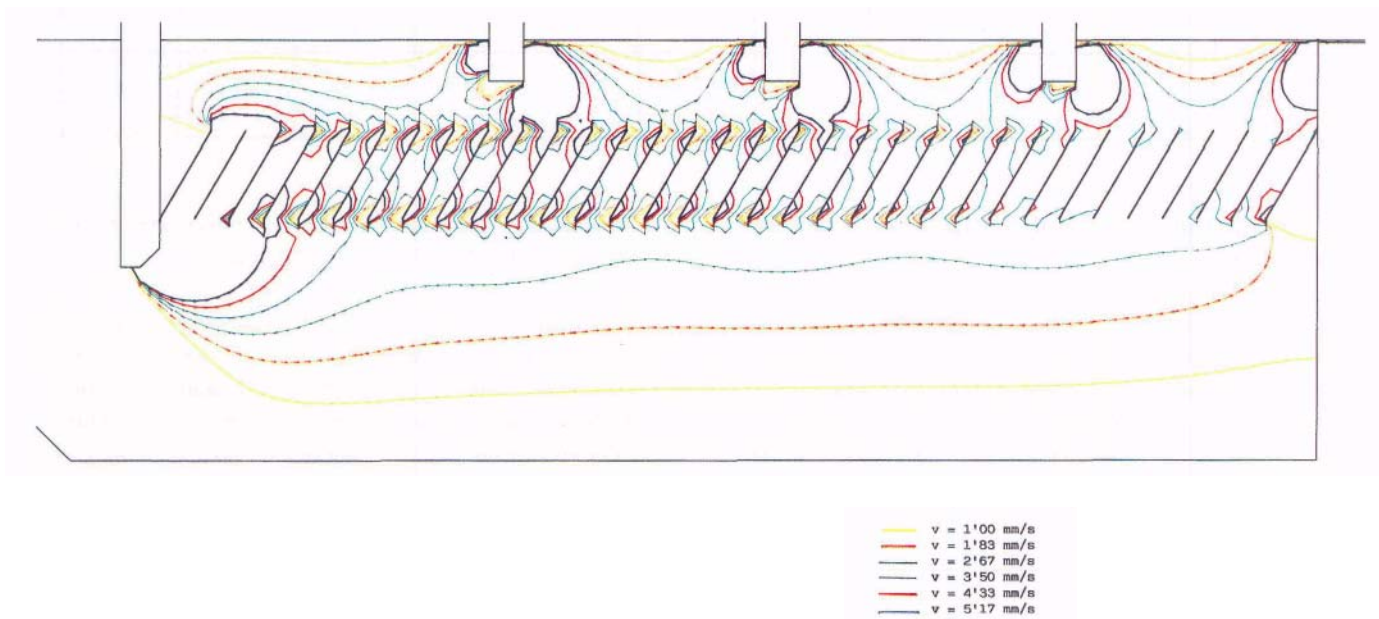 v = 1'00 mm/s
v = 1'83 mm/s
v = 2'67 mm/s
v = 3'50 mm/s
v = 4'33 mm/s
v = 5'17 mm/s